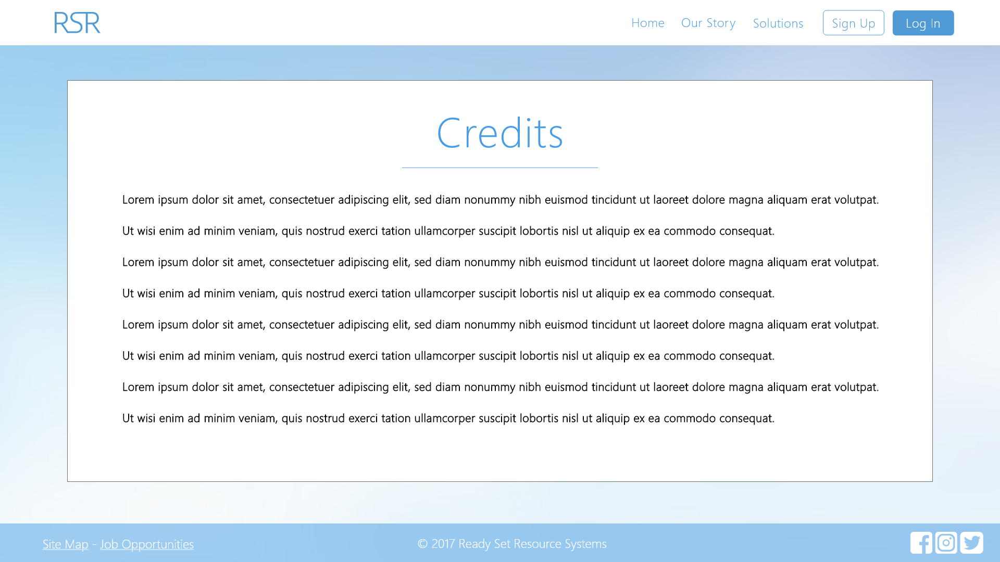 RSR
Home Our Story Solutions Sign Up Log In
Credits
Lorem ipsum dolor sit amet, consectetuer adipiscing elit, sed diam nonummy nibh euismod tincidunt ut laoreet dolore magna aliquam erat volutpat.
Ut wisi enim ad minim veniam, quis nostrud exerci tation ullamcorper suscipit lobortis nisl ut aliquip ex ea commodo consequat.
Lorem ipsum dolor sit amet, consectetuer adipiscing elit, sed diam nonummy nibh euismod tincidunt ut laoreet dolore magna aliquam erat volutpat.
Ut wisi enim ad minim veniam, quis nostrud exerci tation ullamcorper suscipit lobortis nisl ut aliquip ex ea commodo consequat.
Lorem ipsum dolor sit amet, consectetuer adipiscing elit, sed diam nonummy nibh euismod tincidunt ut laoreet dolore magna aliquam erat volutpat.
Ut wisi enim ad minim veniam, quis nostrud exerci tation ullamcorper suscipit lobortis nisl ut aliquip ex ea commodo consequat.
Lorem ipsum dolor sit amet, consectetuer adipiscing elit, sed diam nonummy nibh euismod tincidunt ut laoreet dolore magna aliquam erat volutpat.
Ut wisi enim ad minim veniam, quis nostrud exerci tation ullamcorper suscipit lobortis nisl ut aliquip ex ea commodo consequat.
Site Map - Job Opportunities
© 2017 Ready Set Resource Systems